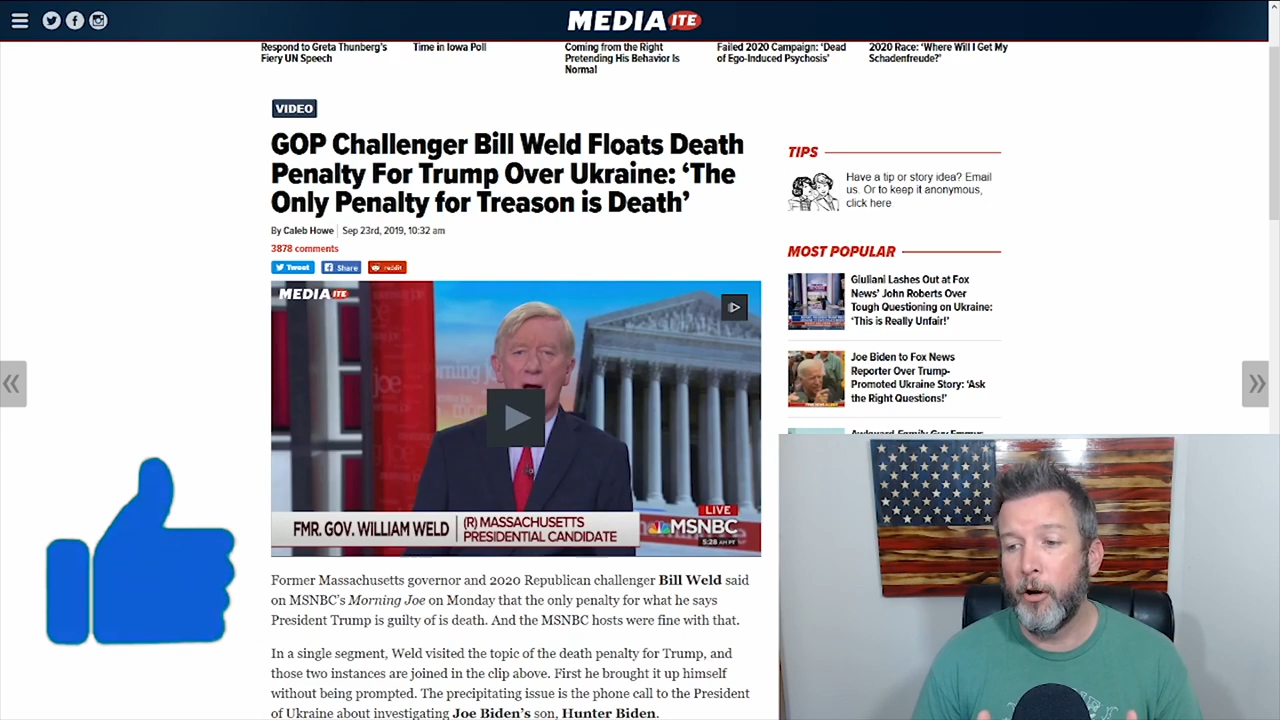 MEDIAITE
Respond to Greta Thunberg's
Fiery UN Speech
Time in Iowa Poll
Coming from the Right
Pretending His Behavior Is
Normal
Failed 2020 Campaign: 'Dead
of Ego-Induced Psychosis'
2020 Race: 'Where Will I Get My
Schadenfreude?'
VIDEO
GOP Challenger Bill Weld Floats Death
Penalty For Trump Over Ukraine: 'The
Only Penalty for Treason is Death'
By Caleb Howe | Sep 23rd, 2019, 10:32 am
3878 comments
Tweet Share reddit
MEDIAITE
FMR. GOV. WILLIAM WELD
(R) MASSACHUSETTS
PRESIDENTIAL CANDIDATE
LIVE
MSNBC
5:28 AM PT
Former Massachusetts governor and 2020 Republican challenger Bill Weld said
on MSNBC's Morning Joe on Monday that the only penalty for what he says
President Trump is guilty of is death. And the MSNBC hosts were fine with that.
In a single segment, Weld visited the topic of the death penalty for Trump, and
those two instances are joined in the clip above. First he brought it up himself
without being prompted. The precipitating issue is the phone call to the President
of Ukraine about investigating Joe Biden's son, Hunter Biden.
TIPS
Have a tip or story idea? Email
us. Or to keep it anonymous,
click here
MOST POPULAR
Giuliani Lashes Out at Fox
News' John Roberts Over
Tough Questioning on Ukraine:
'This is Really Unfair!'
Joe Biden to Fox News
Reporter Over Trump-
Promoted Ukraine Story: 'Ask
the Right Questions!'